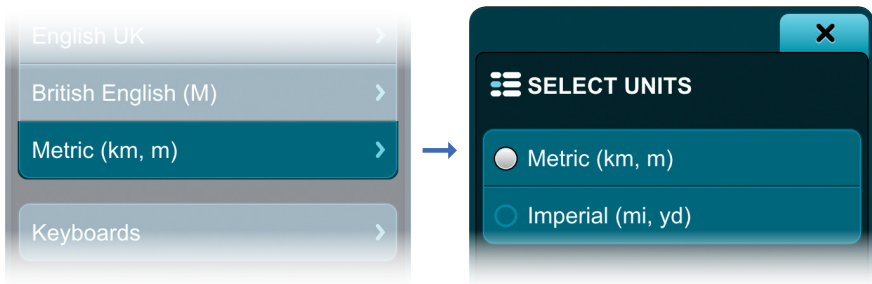 English UK
British English (M)
Metric (km, m)
Keyboards
SELECT UNITS
Metric (km, m)
Imperial (mi, yd)